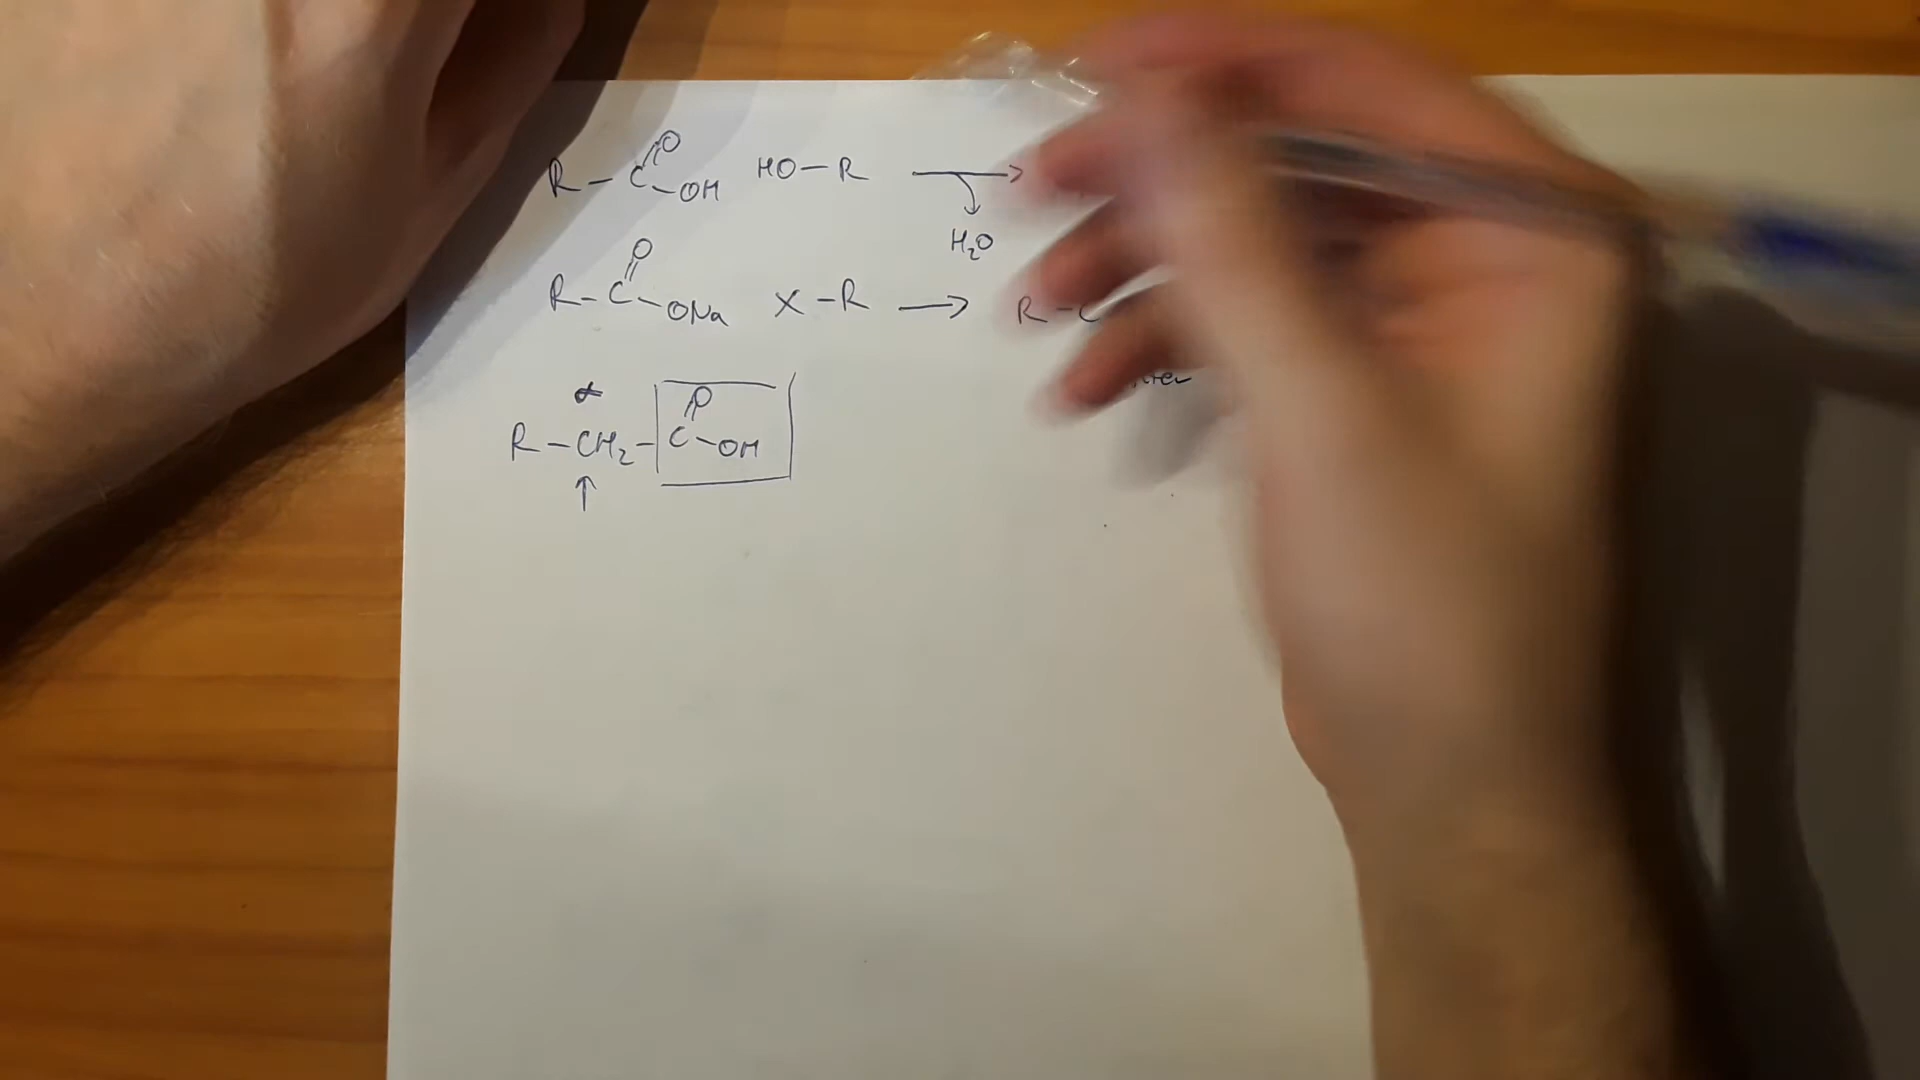 O
R-C-OH HO-R →
H₂O
O
R-C-ONa X-R → R-C
α
O
R-CH₂-C-OH
↑